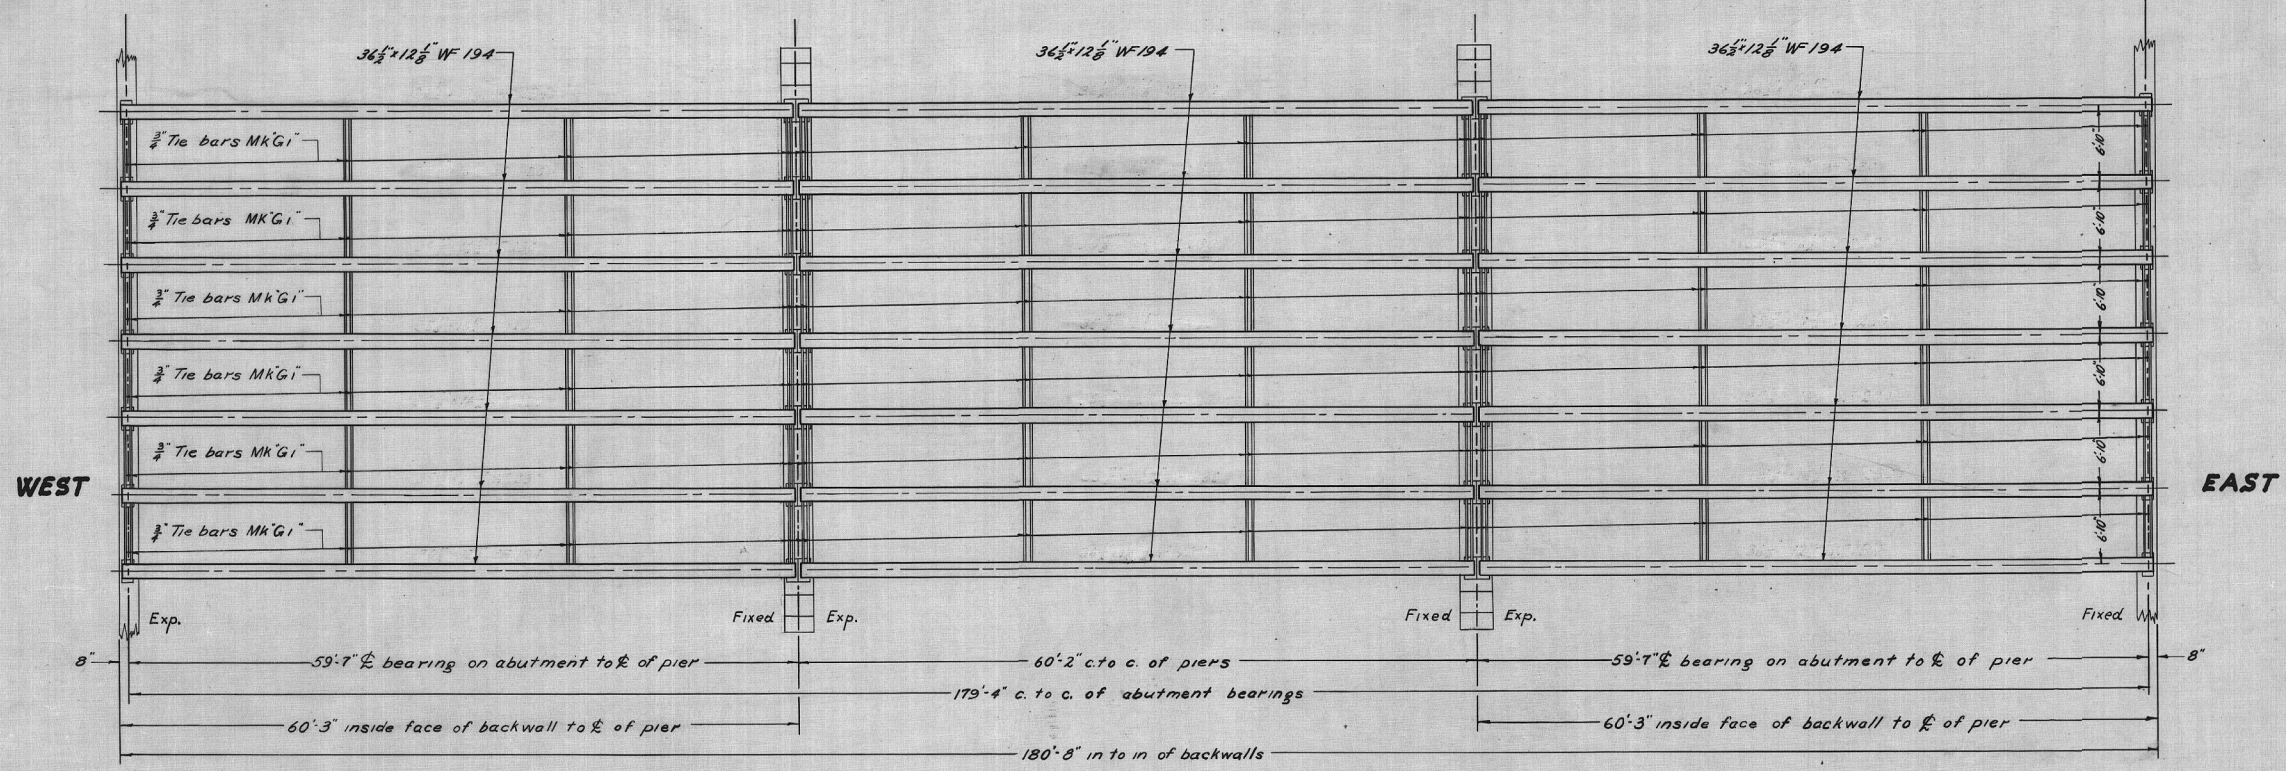 36½"x12⅛" WF 194
36½"x12⅛" WF 194
36½"x12⅛" WF 194
¾" Tie bars Mk"G1"
6'-10"
¾" Tie bars MK"G1"
6'-10"
¾" Tie bars Mk"G1"
6'-10"
¾" Tie bars Mk"G1"
6'-10"
¾" Tie bars Mk"G1"
6'-10"
WEST
EAST
¾" Tie bars Mk"G1"
6'-10"
Exp.
Fixed
Exp.
Fixed
Exp.
Fixed
8"
59'-7" ℄ bearing on abutment to ℄ of pier
60'-2" c. to c. of piers
59'-7" ℄ bearing on abutment to ℄ of pier
8"
179'-4" c. to c. of abutment bearings
60'-3" inside face of backwall to ℄ of pier
60'-3" inside face of backwall to ℄ of pier
180'-8" in to in of backwalls